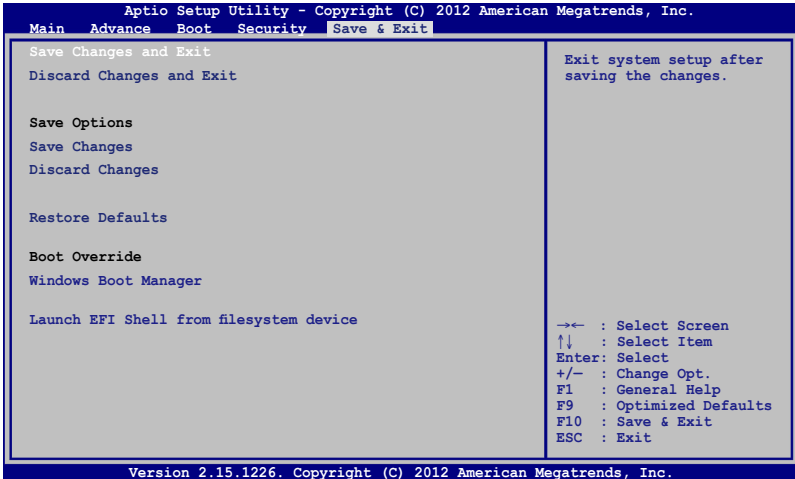 Aptio Setup Utility - Copyright (C) 2012 American Megatrends, Inc.
Main Advance Boot Security Save & Exit
Save Changes and Exit
Discard Changes and Exit
Save Options
Save Changes
Discard Changes
Restore Defaults
Boot Override
Windows Boot Manager
Launch EFI Shell from filesystem device
Exit system setup after
saving the changes.
→← : Select Screen
↑↓ : Select Item
Enter: Select
+/— : Change Opt.
F1 : General Help
F9 : Optimized Defaults
F10 : Save & Exit
ESC : Exit
Version 2.15.1226. Copyright (C) 2012 American Megatrends, Inc.